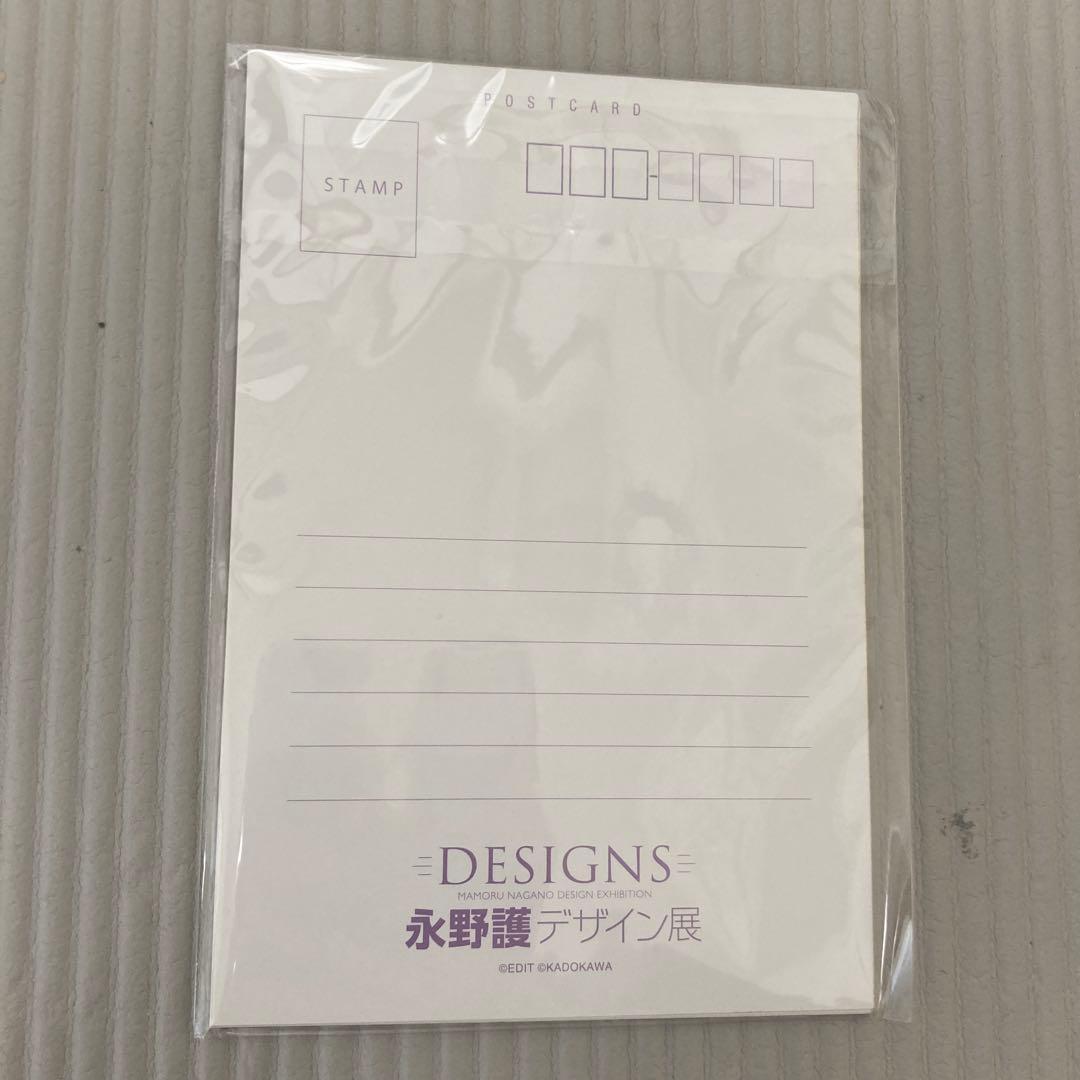 POSTCARD
STAMP
DESIGNS
MAMORU NAGANO DESIGN EXHIBITION
永野護デザイン展
©EDIT ©KADOKAWA